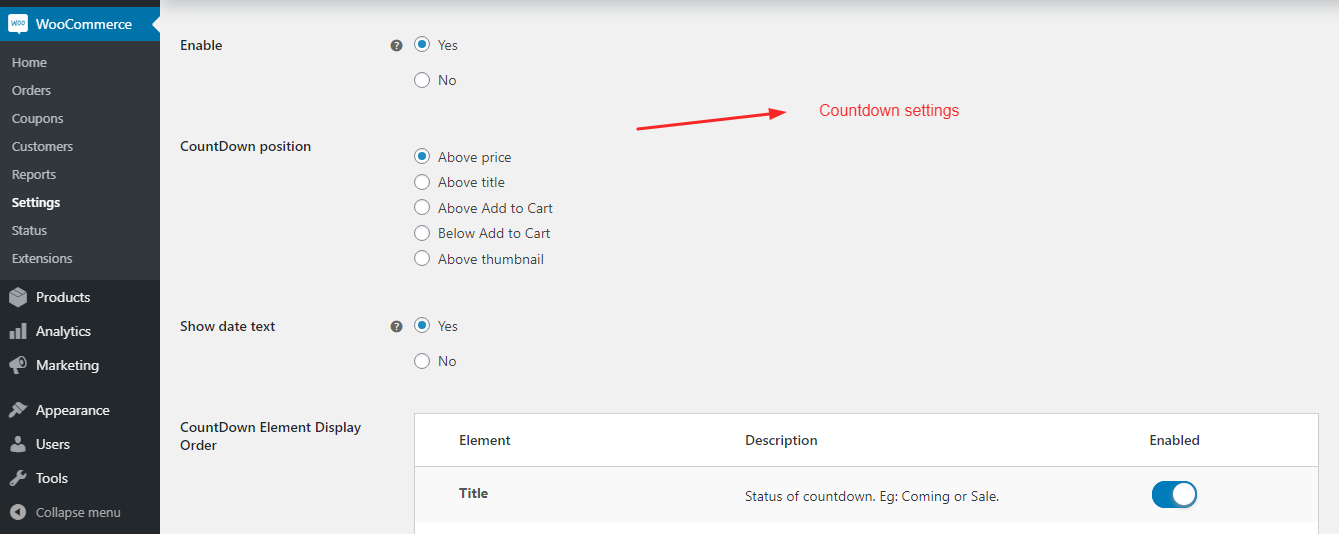 WOO WooCommerce
Home
Orders
Coupons
Customers
Reports
Settings
Status
Extensions
Products
Analytics
Marketing
Appearance
Users
Tools
Collapse menu
Enable ? Yes
No
Countdown settings
CountDown position
Above price
Above title
Above Add to Cart
Below Add to Cart
Above thumbnail
Show date text ? Yes
No
CountDown Element Display
Order
Element Description Enabled
Title Status of countdown. Eg: Coming or Sale.